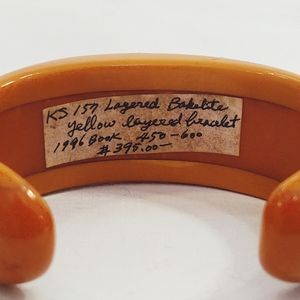 KS 157 Layered Bakelite
yellow layered bracelet
1996 Book 450-600
$395.00-